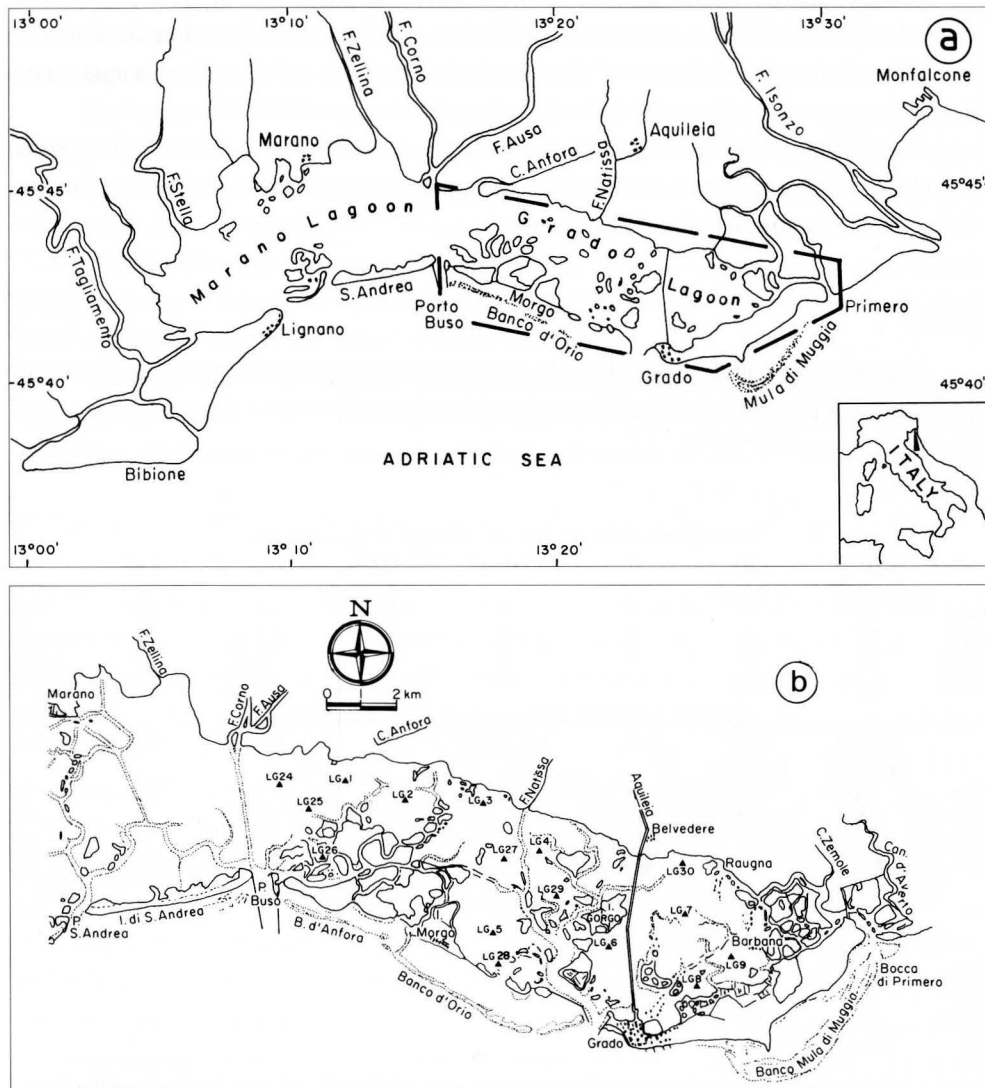 13° 00'
13° 10'
13° 20'
13° 30'
a
F. Zellina
F. Corno
F. Isonzo
Monfalcone
Marano
F. Ausa
C. Anfora
Aquileia
45° 45'
45° 45'
F. Stella
F. Natissa
Marano Lagoon
Grado Lagoon
F. Tagliamento
S. Andrea
Porto Buso
Morgo
Banco d'Orio
Primero
Lignano
Grado
Mula di Muggia
45° 40'
45° 40'
Bibione
ADRIATIC SEA
ITALY
13° 00'
13° 10'
13° 20'
N
b
0 2 km
F. Zellina
Marano
F. Corno
F. Ausa
C. Anfora
LG24
LG1
LG2
LG3
F. Natissa
Aquileia
LG25
Belvedere
LG26
LG27
LG4
LG30
Raugna
C. Zemole
Can. d'Averto
P. Buso
I. di S. Andrea
LG29
I. GORGO
LG7
P. S. Andrea
B. d'Anfora
I. Morgo
LG5
LG6
Barbana
LG28
LG9
LG8
Bocca di Primero
Banco d'Orio
Grado
Banco Mula di Muggia